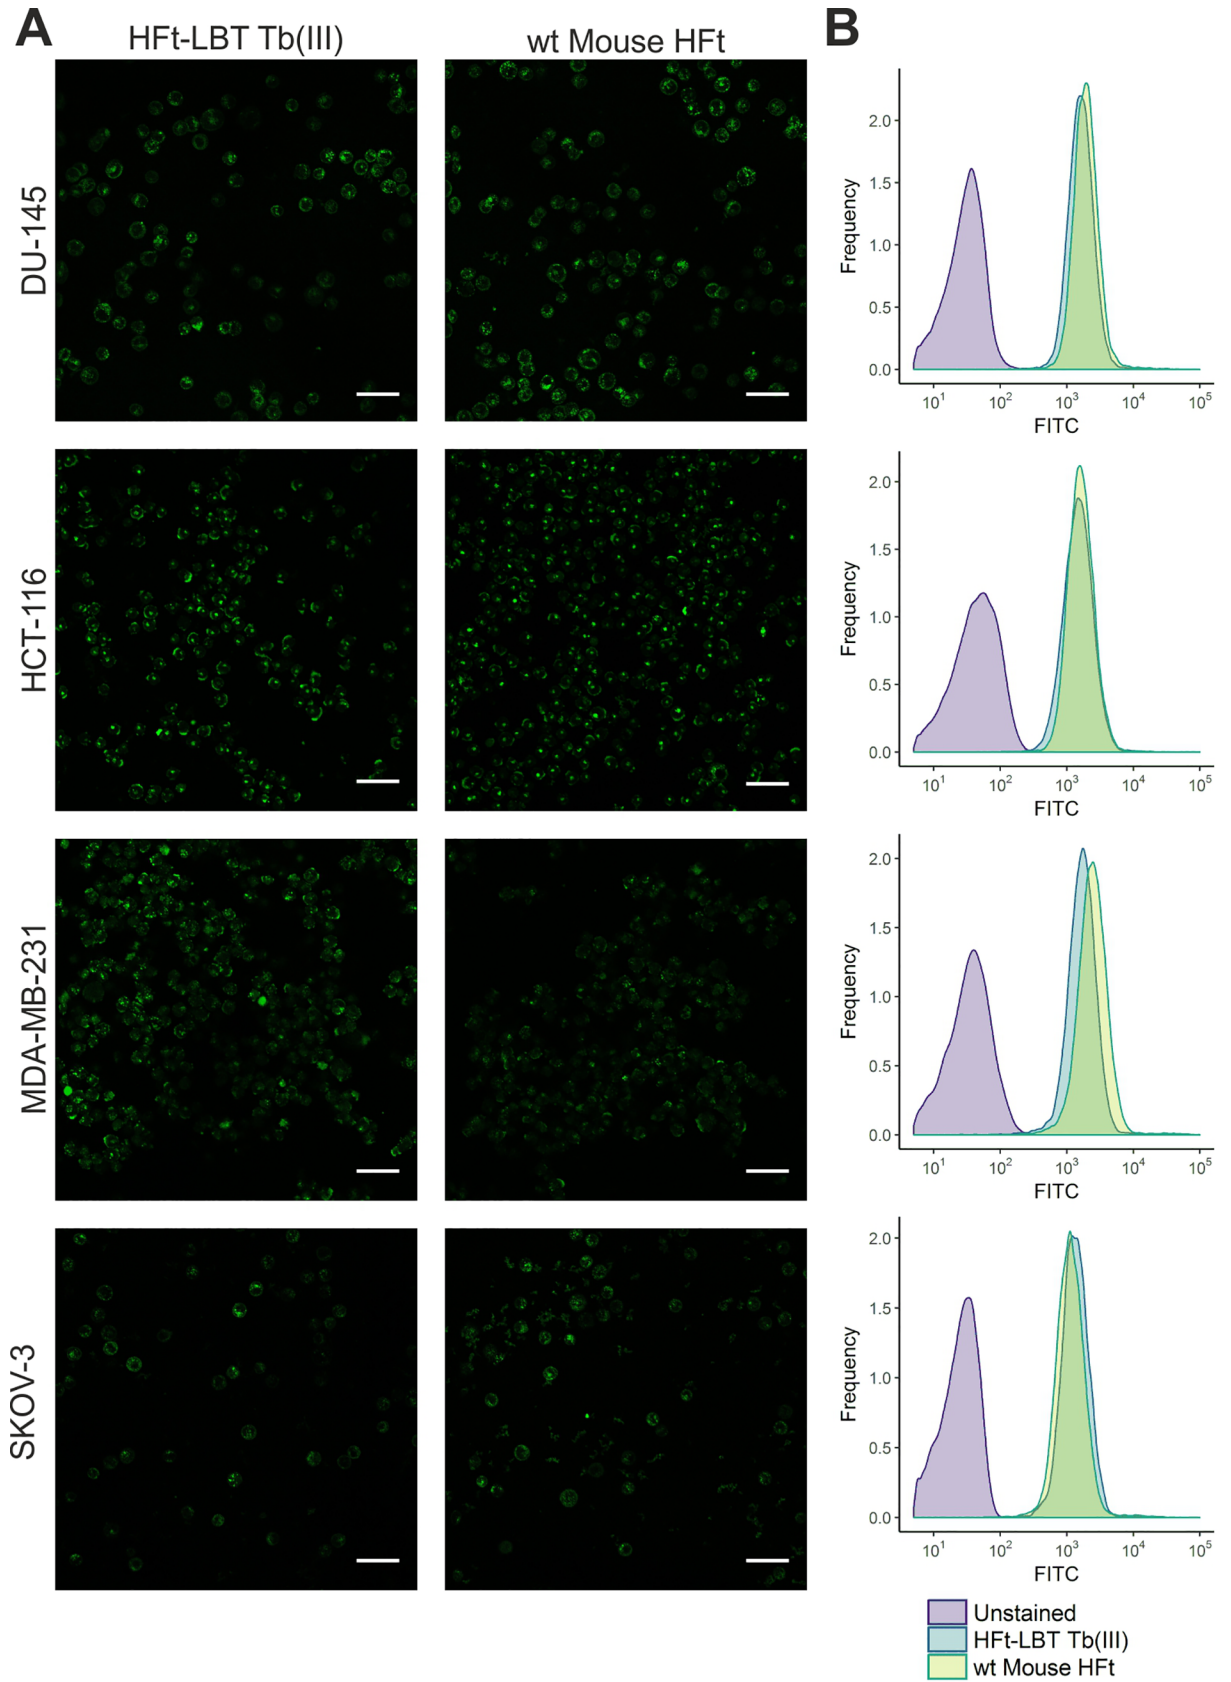 A
HFt-LBT Tb(III)
wt Mouse HFt
B
DU-145
HCT-116
MDA-MB-231
SKOV-3
Frequency
2.0
1.5
1.0
0.5
0.0
10¹ 10² 10³ 10⁴ 10⁵
FITC
Frequency
2.0
1.5
1.0
0.5
0.0
10¹ 10² 10³ 10⁴ 10⁵
FITC
Frequency
2.0
1.5
1.0
0.5
0.0
10¹ 10² 10³ 10⁴ 10⁵
FITC
Frequency
2.0
1.5
1.0
0.5
0.0
10¹ 10² 10³ 10⁴ 10⁵
FITC
Unstained
HFt-LBT Tb(III)
wt Mouse HFt